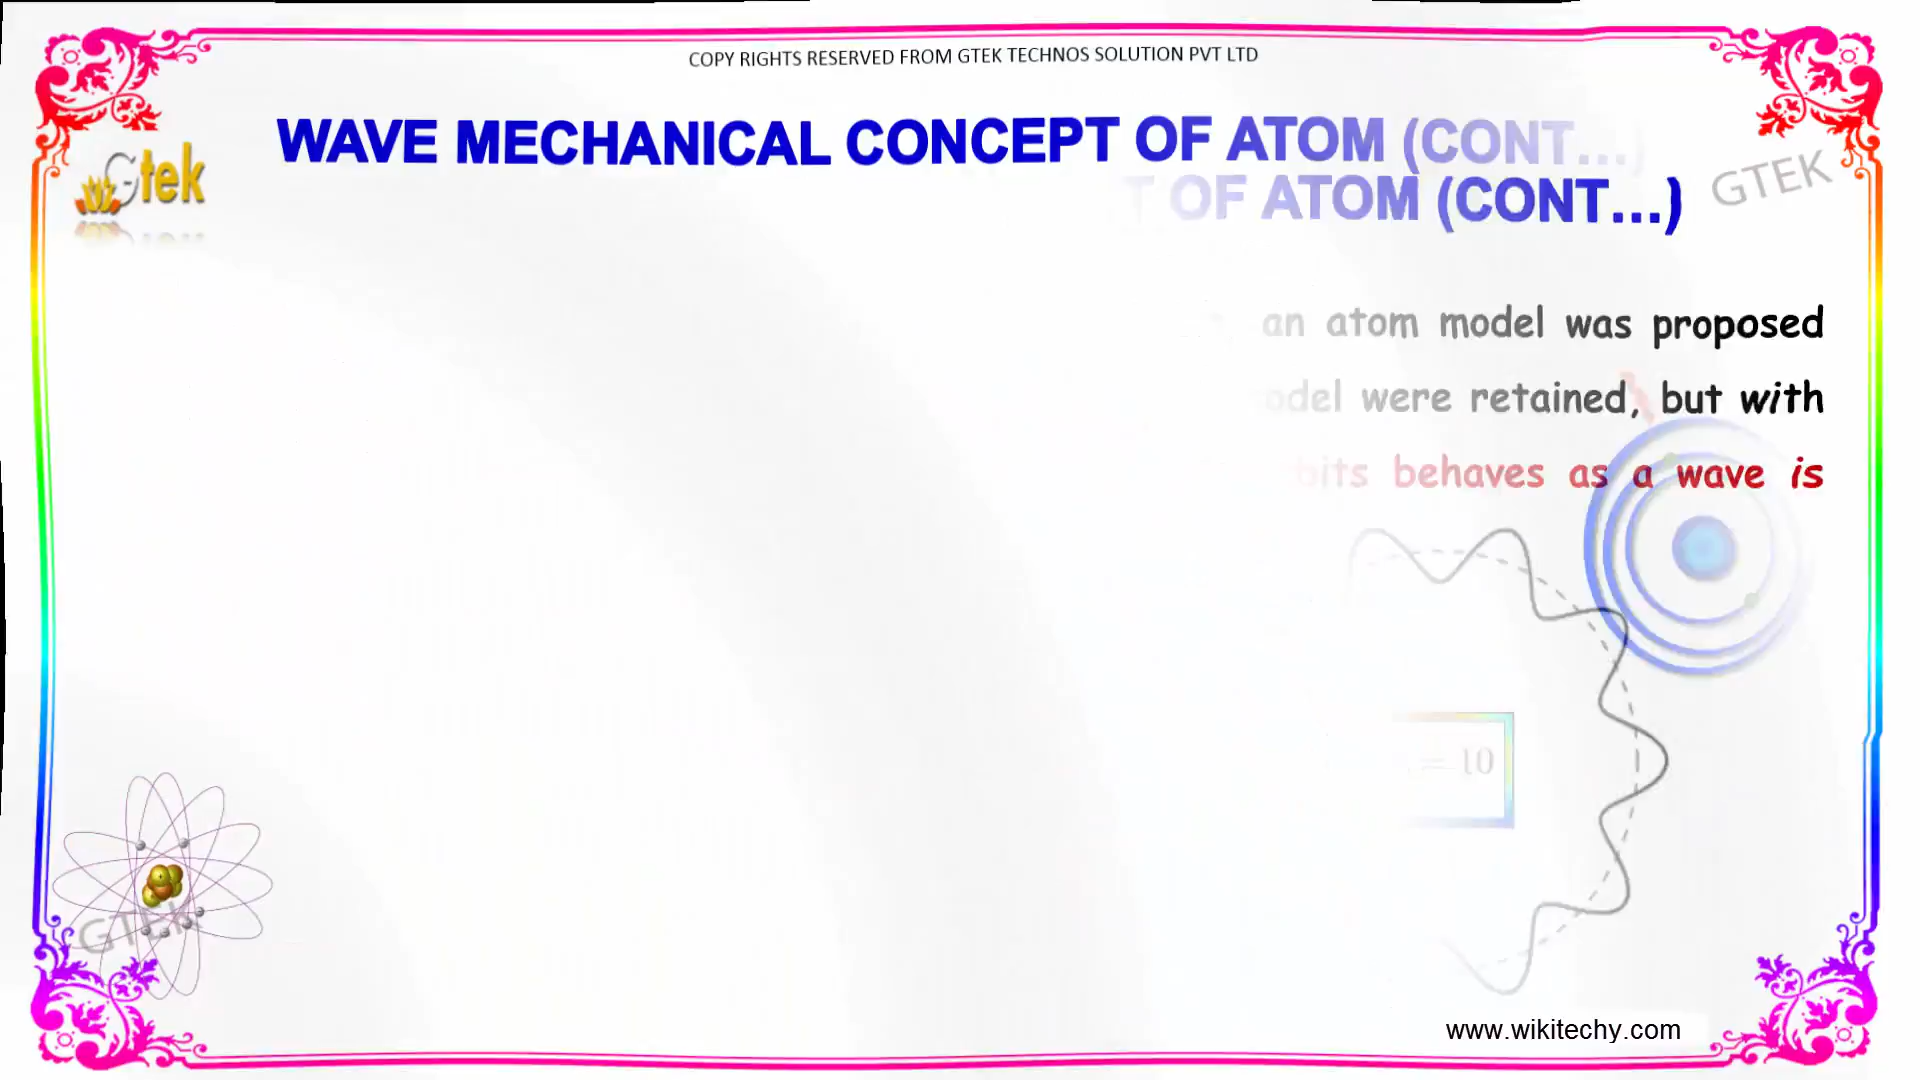 COPY RIGHTS RESERVED FROM GTEK TECHNOS SOLUTION PVT LTD
WAVE MECHANICAL CONCEPT OF ATOM (CONT...)
T OF ATOM (CONT...)
Gtek
GTEK
an atom model was proposed
odel were retained, but with
bits behaves as a wave is
= 10
GTEK
www.wikitechy.com